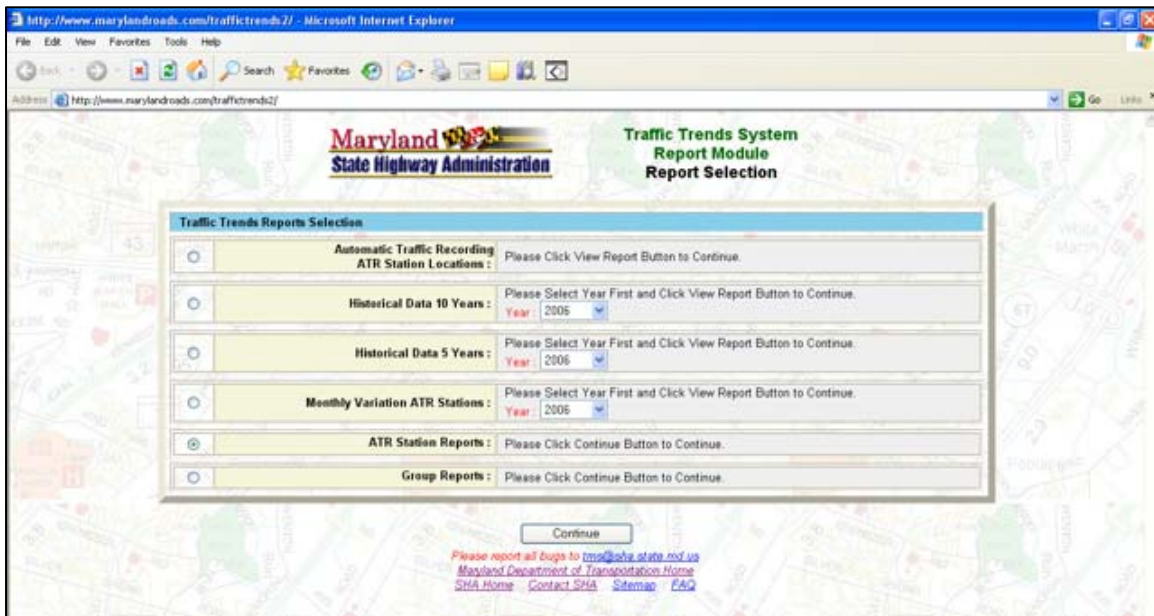 http://www.marylandroads.com/traffictrends2/ - Microsoft Internet Explorer
File Edit View Favorites Tools Help
Back Search Favorites
Address http://www.marylandroads.com/traffictrends2/ Go Links
Maryland
State Highway Administration
Traffic Trends System
Report Module
Report Selection
Traffic Trends Reports Selection
Automatic Traffic Recording
ATR Station Locations :
Please Click View Report Button to Continue.
Historical Data 10 Years :
Please Select Year First and Click View Report Button to Continue.
Year : 2006
Historical Data 5 Years :
Please Select Year First and Click View Report Button to Continue.
Year : 2006
Monthly Variation ATR Stations :
Please Select Year First and Click View Report Button to Continue.
Year : 2006
ATR Station Reports :
Please Click Continue Button to Continue.
Group Reports :
Please Click Continue Button to Continue.
Continue
Please report all bugs to tms@sha.state.md.us
Maryland Department of Transportation Home
SHA Home Contact SHA Sitemap FAQ